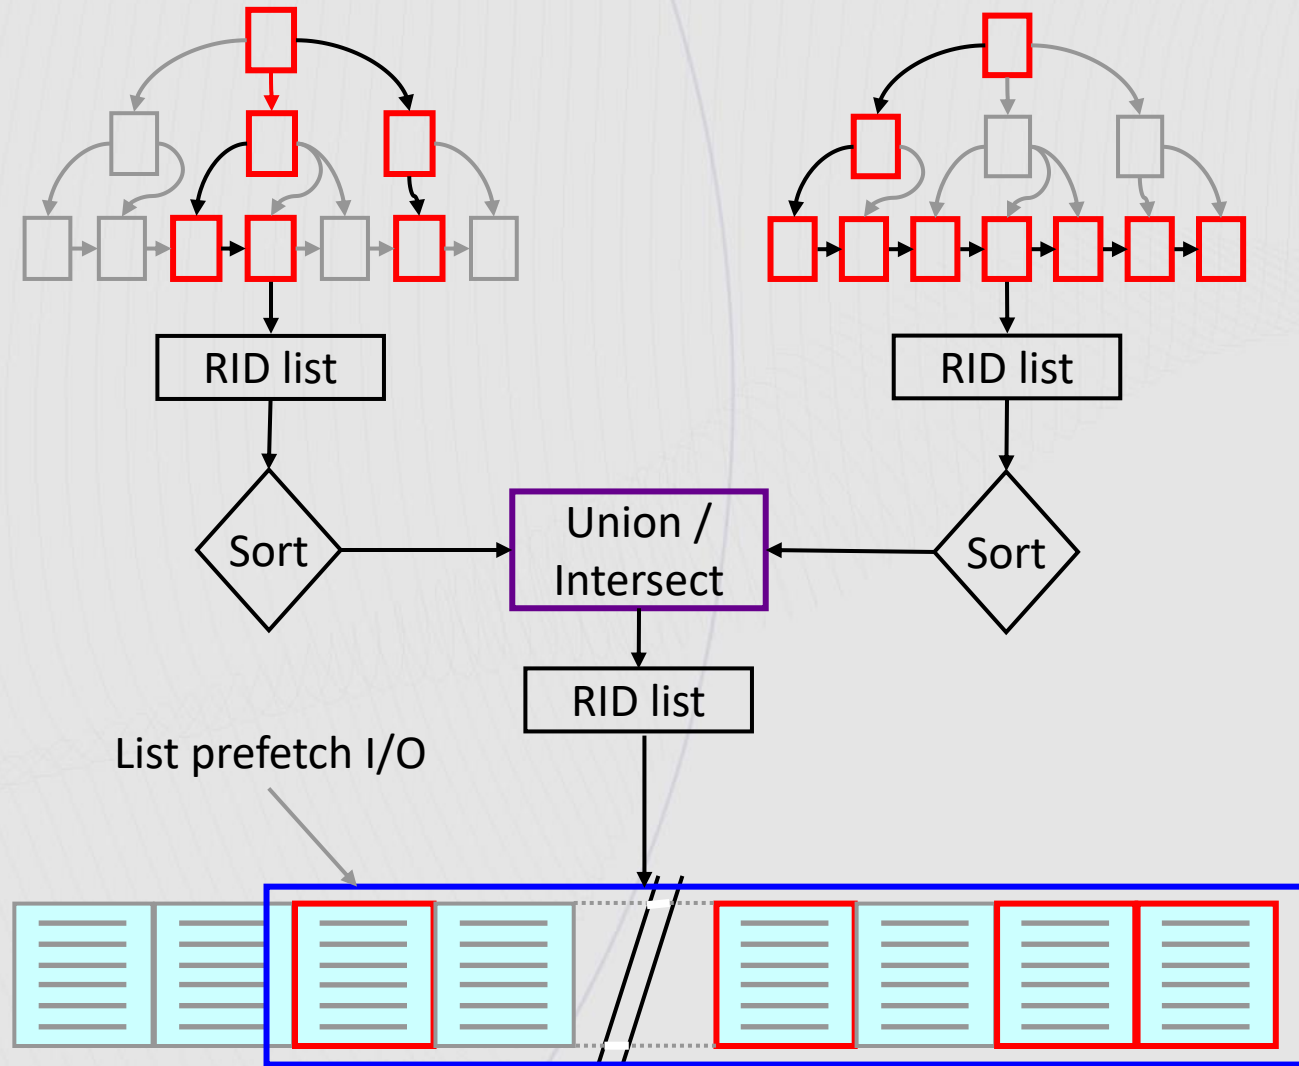 RID list
RID list
Sort
Union /
Intersect
Sort
RID list
List prefetch I/O